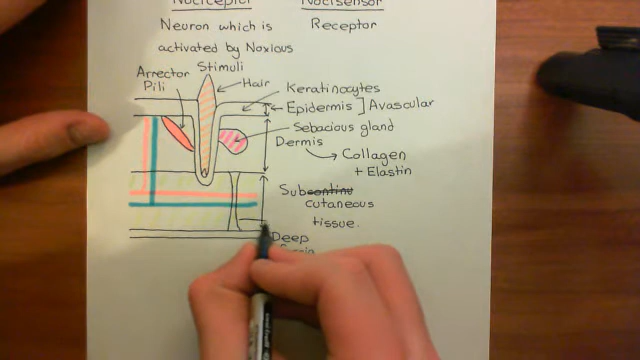 Nociceptor Nocisensor
Neuron which is Receptor
activated by Noxious
Stimuli
Arrector
Pili
Hair
Keratinocytes
Epidermis ] Avascular
Sebacious gland
Dermis
Collagen
+ Elastin
Subcontinu
cutaneous
tissue.
Deep